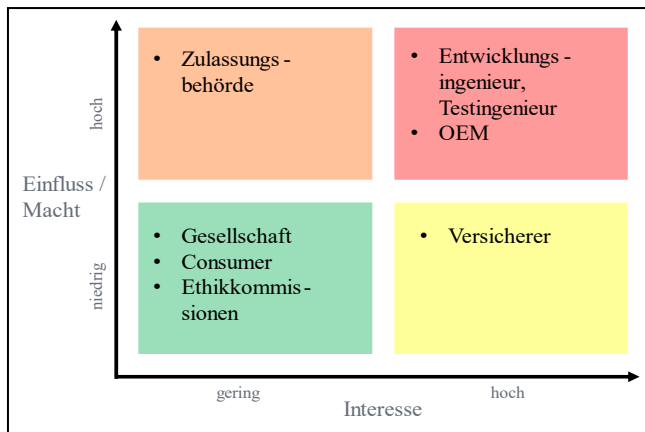 • Zulassungs-
behörde
• Entwicklungs-
ingenieur,
Testingenieur
• OEM
hoch
Einfluss /
Macht
• Gesellschaft
• Consumer
• Ethikkommis-
sionen
• Versicherer
niedrig
gering
hoch
Interesse